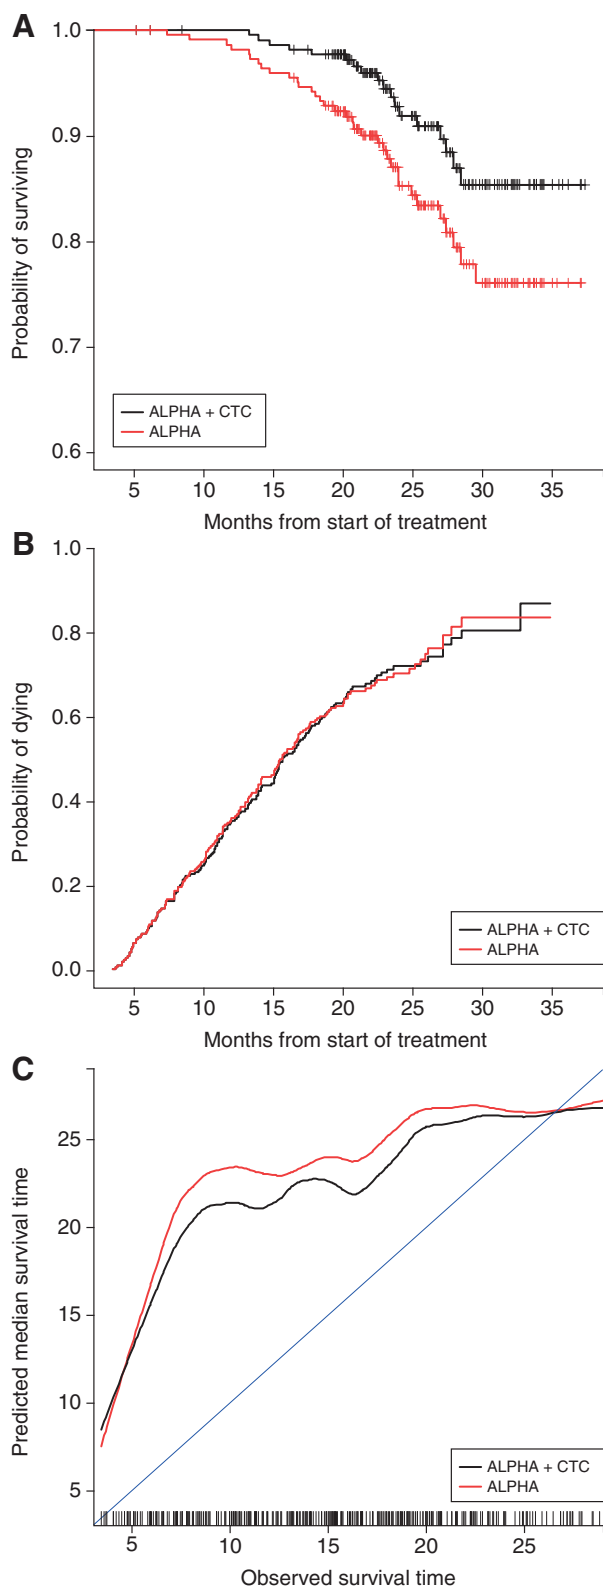 A
1.0
0.9
0.8
0.7
0.6
Probability of surviving
ALPHA + CTC
ALPHA
5 10 15 20 25 30 35
Months from start of treatment
B
1.0
0.8
0.6
0.4
0.2
0.0
Probability of dying
ALPHA + CTC
ALPHA
5 10 15 20 25 30 35
Months from start of treatment
C
25
20
15
10
5
Predicted median survival time
ALPHA + CTC
ALPHA
5 10 15 20 25
Observed survival time